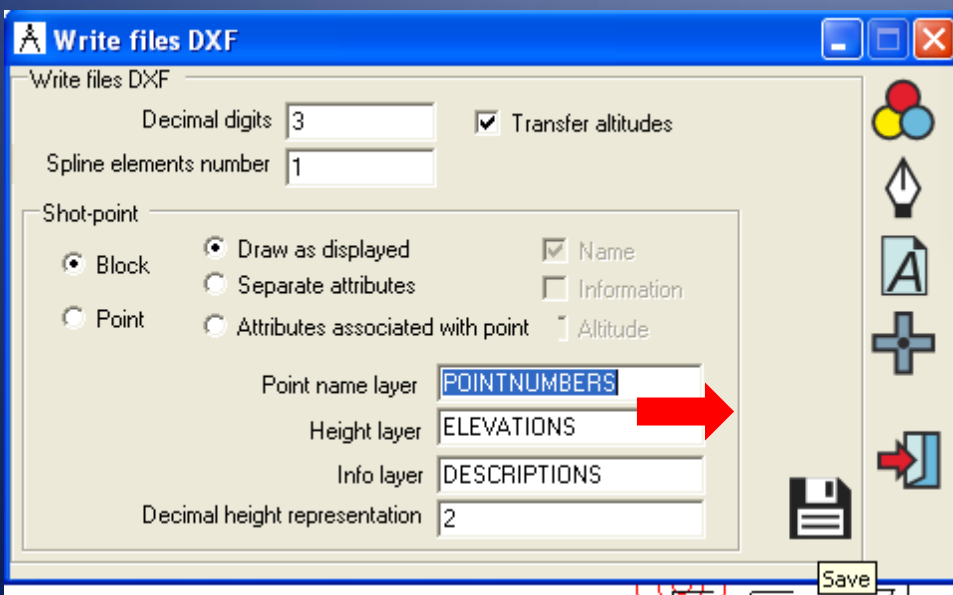 Write files DXF
Write files DXF
Decimal digits 3
Transfer altitudes
Spline elements number 1
Shot-point
Block
Point
Draw as displayed
Separate attributes
Attributes associated with point
Name
Information
Altitude
Point name layer POINTNUMBERS
Height layer ELEVATIONS
Info layer DESCRIPTIONS
Decimal height representation 2
A
Save